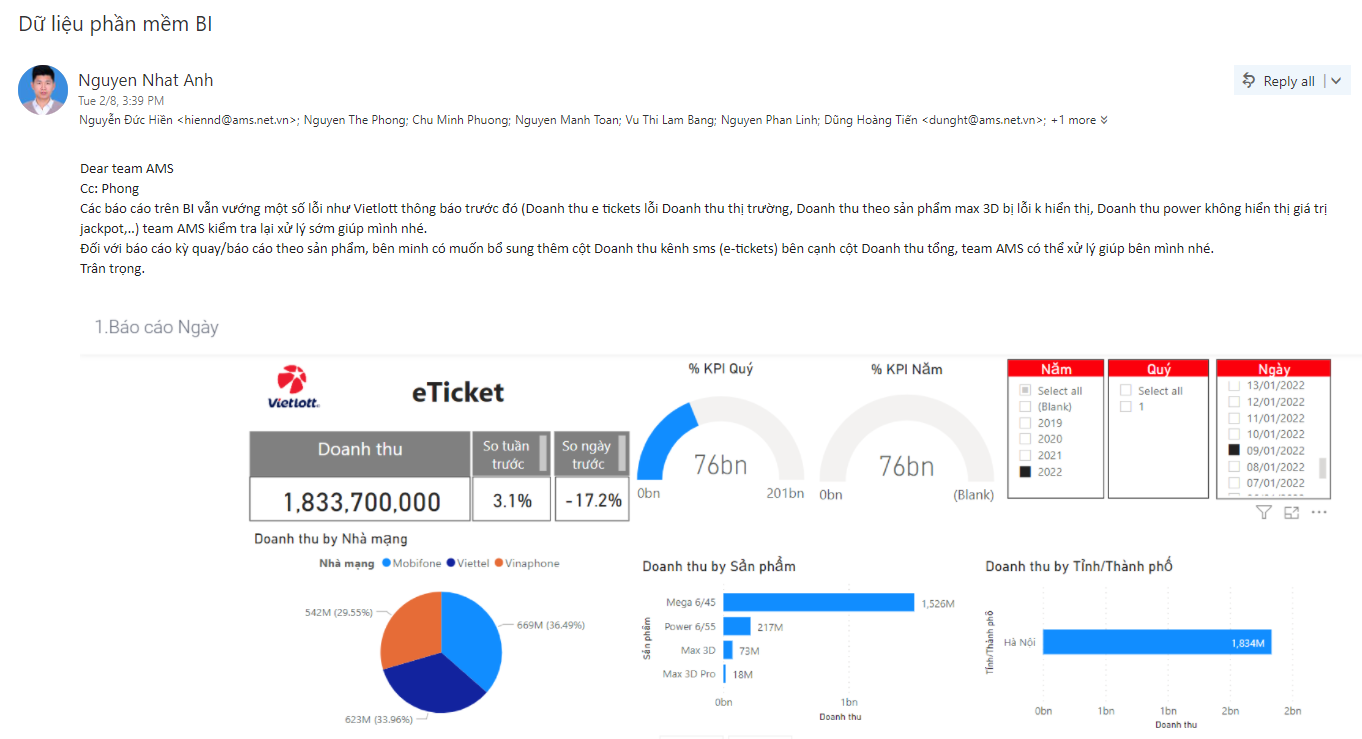 Dữ liệu phần mềm BI
Nguyen Nhat Anh
Reply all
Tue 2/8, 3:39 PM
Nguyễn Đức Hiền <hiennd@ams.net.vn>; Nguyen The Phong; Chu Minh Phuong; Nguyen Manh Toan; Vu Thi Lam Bang; Nguyen Phan Linh; Dũng Hoàng Tiến <dunght@ams.net.vn>; +1 more
Dear team AMS
Cc: Phong
Các báo cáo trên BI vẫn vướng một số lỗi như Vietlott thông báo trước đó (Doanh thu e tickets lỗi Doanh thu thị trường, Doanh thu theo sản phẩm max 3D bị lỗi k hiển thị, Doanh thu power không hiển thị giá trị
jackpot,..) team AMS kiểm tra lại xử lý sớm giúp mình nhé.
Đối với báo cáo kỳ quay/báo cáo theo sản phẩm, bên minh có muốn bổ sung thêm cột Doanh thu kênh sms (e-tickets) bên cạnh cột Doanh thu tổng, team AMS có thể xử lý giúp bên mình nhé.
Trân trọng.
1.Báo cáo Ngày
Vietlott
eTicket
Doanh thu
So tuần
trước
So ngày
trước
1,833,700,000
3.1%
-17.2%
% KPI Quý
76bn
0bn
201bn
% KPI Năm
76bn
0bn
(Blank)
Năm
Select all
(Blank)
2019
2020
2021
2022
Quý
Select all
1
Ngày
13/01/2022
12/01/2022
11/01/2022
10/01/2022
09/01/2022
08/01/2022
07/01/2022
Doanh thu by Nhà mạng
Nhà mạng Mobifone Viettel Vinaphone
542M (29.55%)
669M (36.49%)
623M (33.96%)
Doanh thu by Sản phẩm
Sản phẩm
Mega 6/45 1,526M
Power 6/55 217M
Max 3D 73M
Max 3D Pro 18M
0bn 1bn
Doanh thu
Doanh thu by Tỉnh/Thành phố
Tỉnh/Thành phố
Hà Nội 1,834M
0bn 1bn 1bn 2bn 2bn
Doanh thu